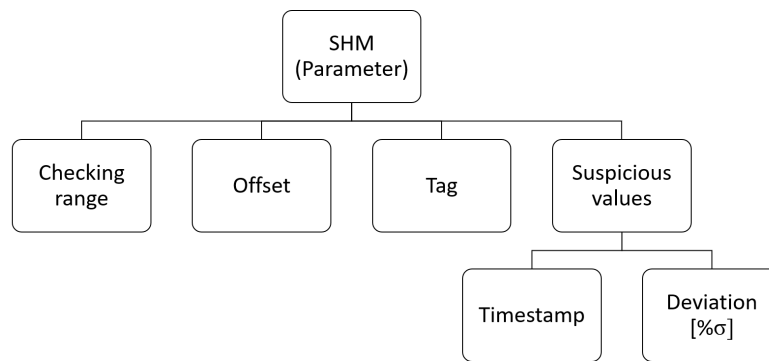 SHM
(Parameter)
Checking
range
Offset
Tag
Suspicious
values
Timestamp
Deviation
[%σ]